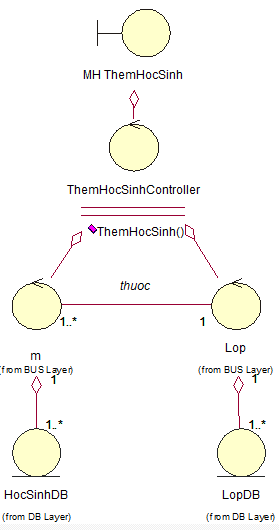 MH ThemHocSinh
ThemHocSinhController
ThemHocSinh()
thuoc
1..*
1
m
Lop
(from BUS Layer)
(from BUS Layer)
1
1
1..*
1..*
HocSinhDB
LopDB
(from DB Layer)
(from DB Layer)